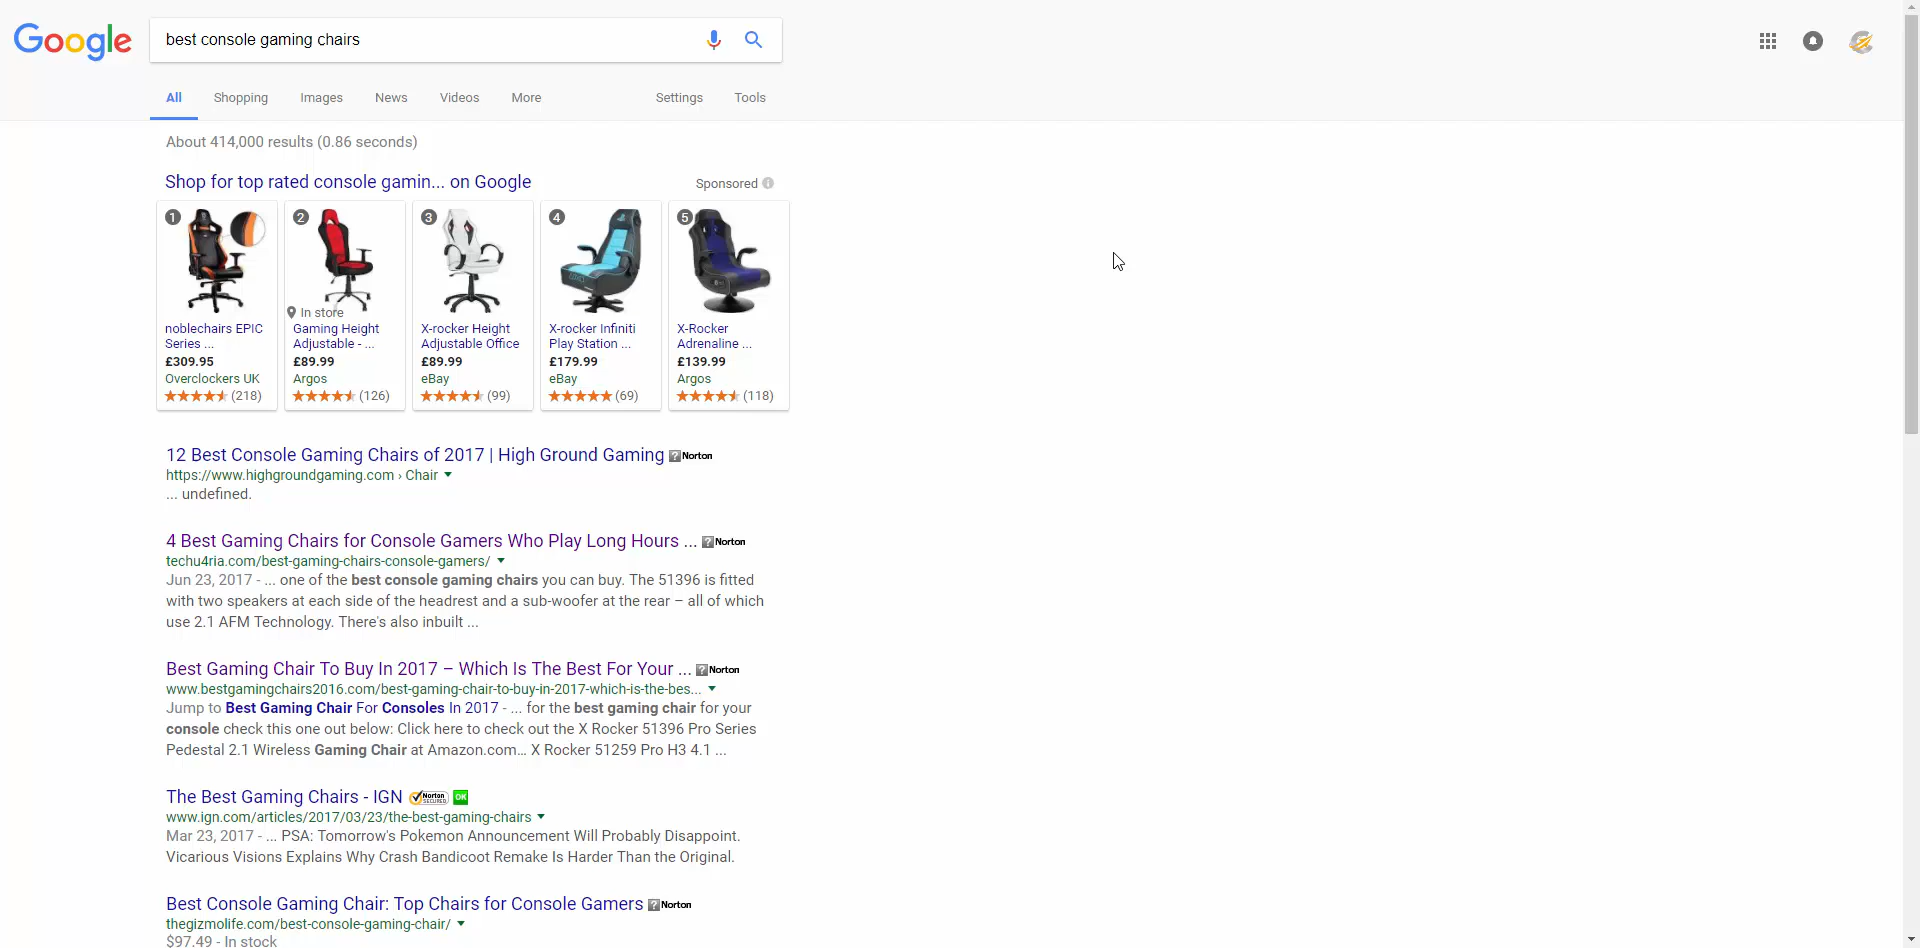 Google
best console gaming chairs
All Shopping Images News Videos More Settings Tools
About 414,000 results (0.86 seconds)
Shop for top rated console gamin... on Google
Sponsored
1
noblechairs EPIC
Series ...
£309.95
Overclockers UK
(218)
2
In store
Gaming Height
Adjustable - ...
£89.99
Argos
(126)
3
X-rocker Height
Adjustable Office
£89.99
eBay
(99)
4
X-rocker Infiniti
Play Station ...
£179.99
eBay
(69)
5
X-Rocker
Adrenaline ...
£139.99
Argos
(118)
12 Best Console Gaming Chairs of 2017 | High Ground Gaming ? Norton
https://www.highgroundgaming.com › Chair
... undefined.
4 Best Gaming Chairs for Console Gamers Who Play Long Hours ... ? Norton
techu4ria.com/best-gaming-chairs-console-gamers/
Jun 23, 2017 - ... one of the best console gaming chairs you can buy. The 51396 is fitted
with two speakers at each side of the headrest and a sub-woofer at the rear – all of which
use 2.1 AFM Technology. There's also inbuilt ...
Best Gaming Chair To Buy In 2017 – Which Is The Best For Your ... ? Norton
www.bestgamingchairs2016.com/best-gaming-chair-to-buy-in-2017-which-is-the-bes...
Jump to Best Gaming Chair For Consoles In 2017 - ... for the best gaming chair for your
console check this one out below: Click here to check out the X Rocker 51396 Pro Series
Pedestal 2.1 Wireless Gaming Chair at Amazon.com... X Rocker 51259 Pro H3 4.1 ...
The Best Gaming Chairs - IGN Norton SECURED OK
www.ign.com/articles/2017/03/23/the-best-gaming-chairs
Mar 23, 2017 - ... PSA: Tomorrow's Pokemon Announcement Will Probably Disappoint.
Vicarious Visions Explains Why Crash Bandicoot Remake Is Harder Than the Original.
Best Console Gaming Chair: Top Chairs for Console Gamers ? Norton
thegizmolife.com/best-console-gaming-chair/
$97.49 - In stock